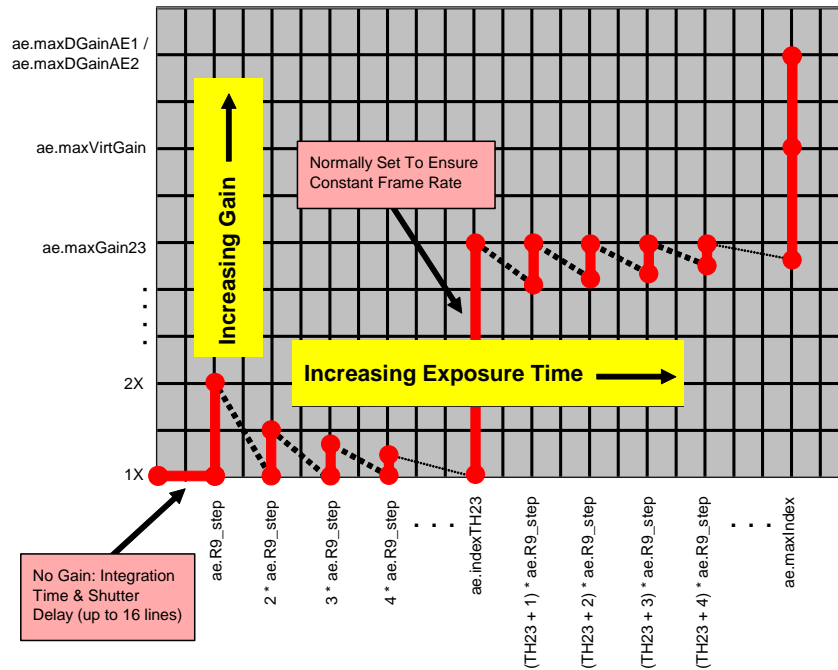 ae.maxDGainAE1 /
ae.maxDGainAE2
ae.maxVirtGain
ae.maxGain23
. . . .
2X
1X
Increasing Gain
Normally Set To Ensure
Constant Frame Rate
Increasing Exposure Time
No Gain: Integration
Time & Shutter
Delay (up to 16 lines)
ae.R9_step
2 * ae.R9_step
3 * ae.R9_step
4 * ae.R9_step
. . .
ae.indexTH23
(TH23 + 1) * ae.R9_step
(TH23 + 2) * ae.R9_step
(TH23 + 3) * ae.R9_step
(TH23 + 4) * ae.R9_step
. . .
ae.maxIndex